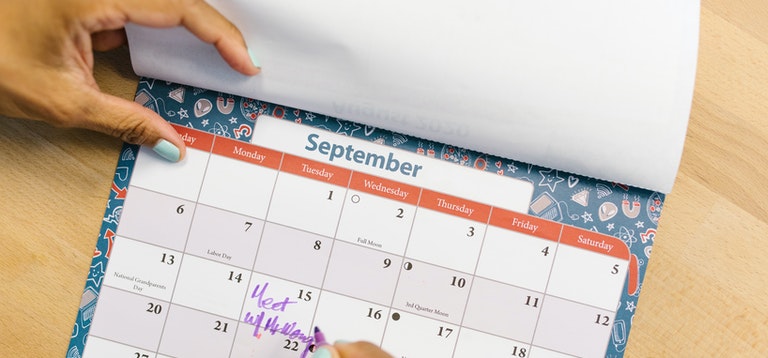 September
nday Monday Tuesday Wednesday Thursday Friday Saturday
1 2 3 4 5
Full Moon
6 7 8 9 10 11 12
Labor Day
3rd Quarter Moon
13 14 15 16 17 18
National Grandparents
Day
Meet
w/
20 21 22
27